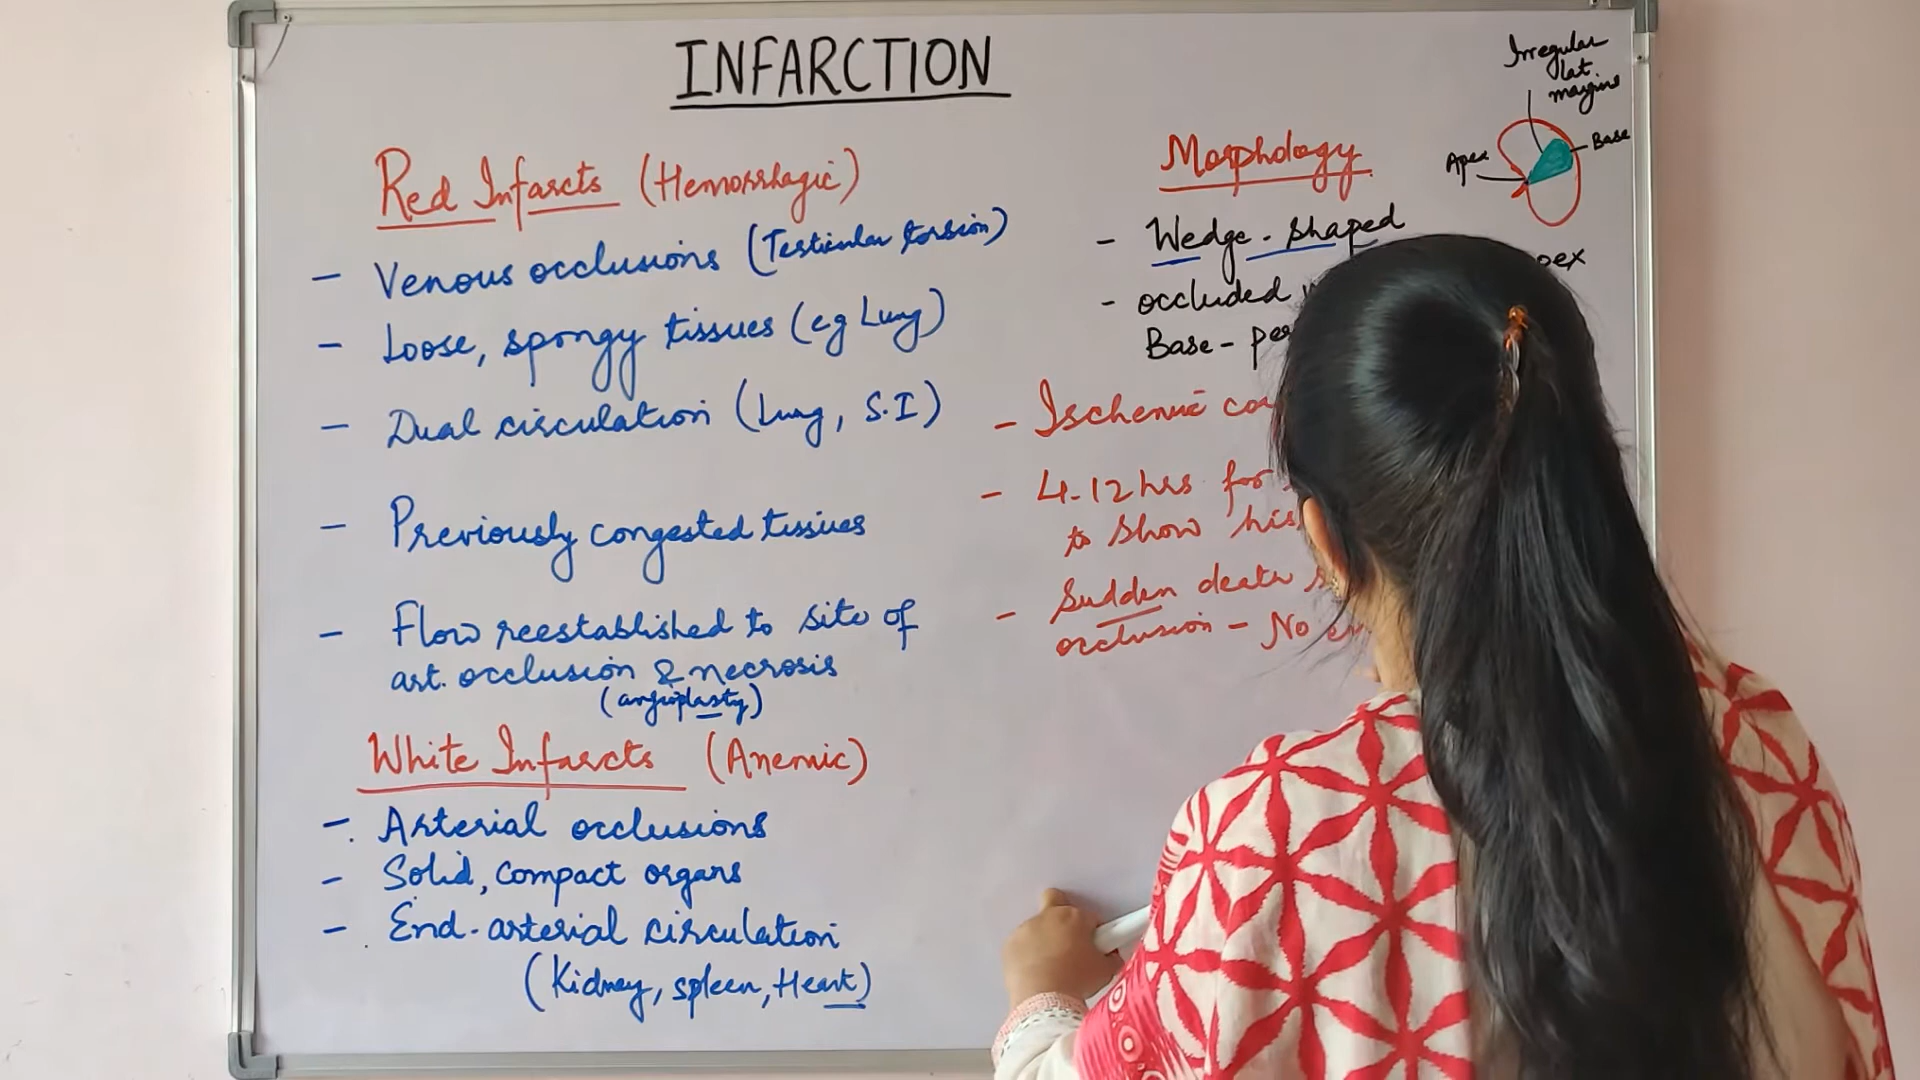 INFARCTION
Red Infarcts (Hemorrhagic)
- Venous occlusions (Testicular torsion)
- Loose, spongy tissues (eg Lung)
- Dual circulation (Lung, S.I)
- Previously congested tissues
- Flow reestablished to site of
art. occlusion & necrosis
(angioplasty)
White Infarcts (Anemic)
- Arterial occlusions
- Solid, compact organs
- End-arterial circulation
(Kidney, spleen, Heart)
Morphology
- Wedge-shaped
- occluded
Base -
- Ischemic
- 4-12 hrs for
to show
- Sudden death
occlusion - No
Irregular
lat
margins
Base
Apex